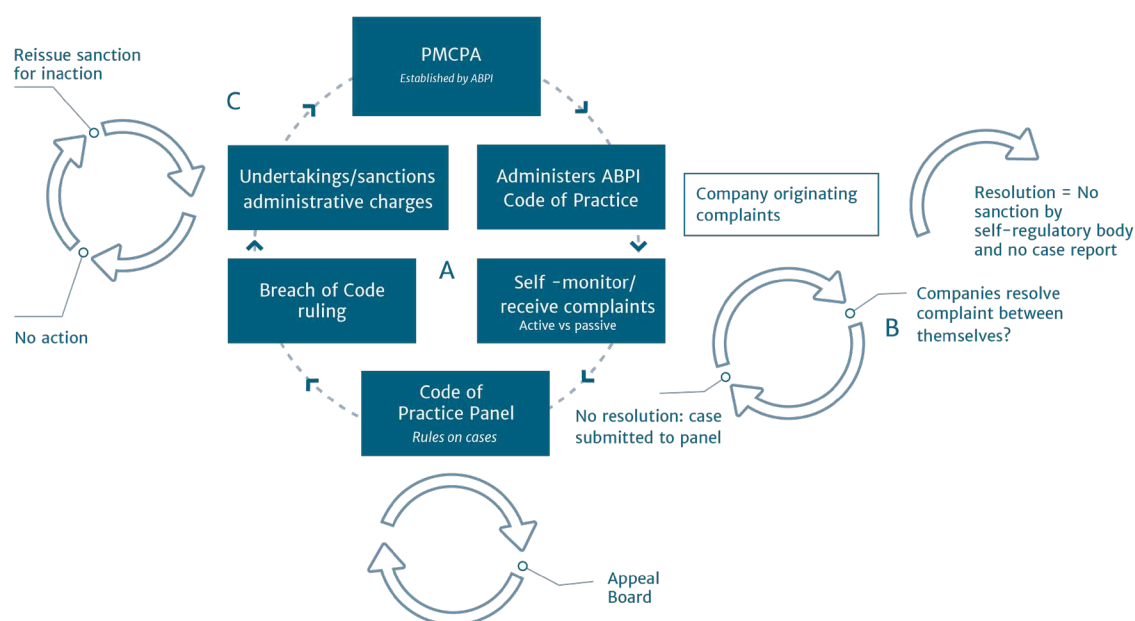 PMCPA
Established by ABPI
Reissue sanction
for inaction
C
Undertakings/sanctions
administrative charges
Administers ABPI
Code of Practice
Company originating
complaints
Resolution = No
sanction by
self-regulatory body
and no case report
A
Breach of Code
ruling
Self -monitor/
receive complaints
Active vs passive
No action
B
Companies resolve
complaint between
themselves?
Code of
Practice Panel
Rules on cases
No resolution: case
submitted to panel
Appeal
Board